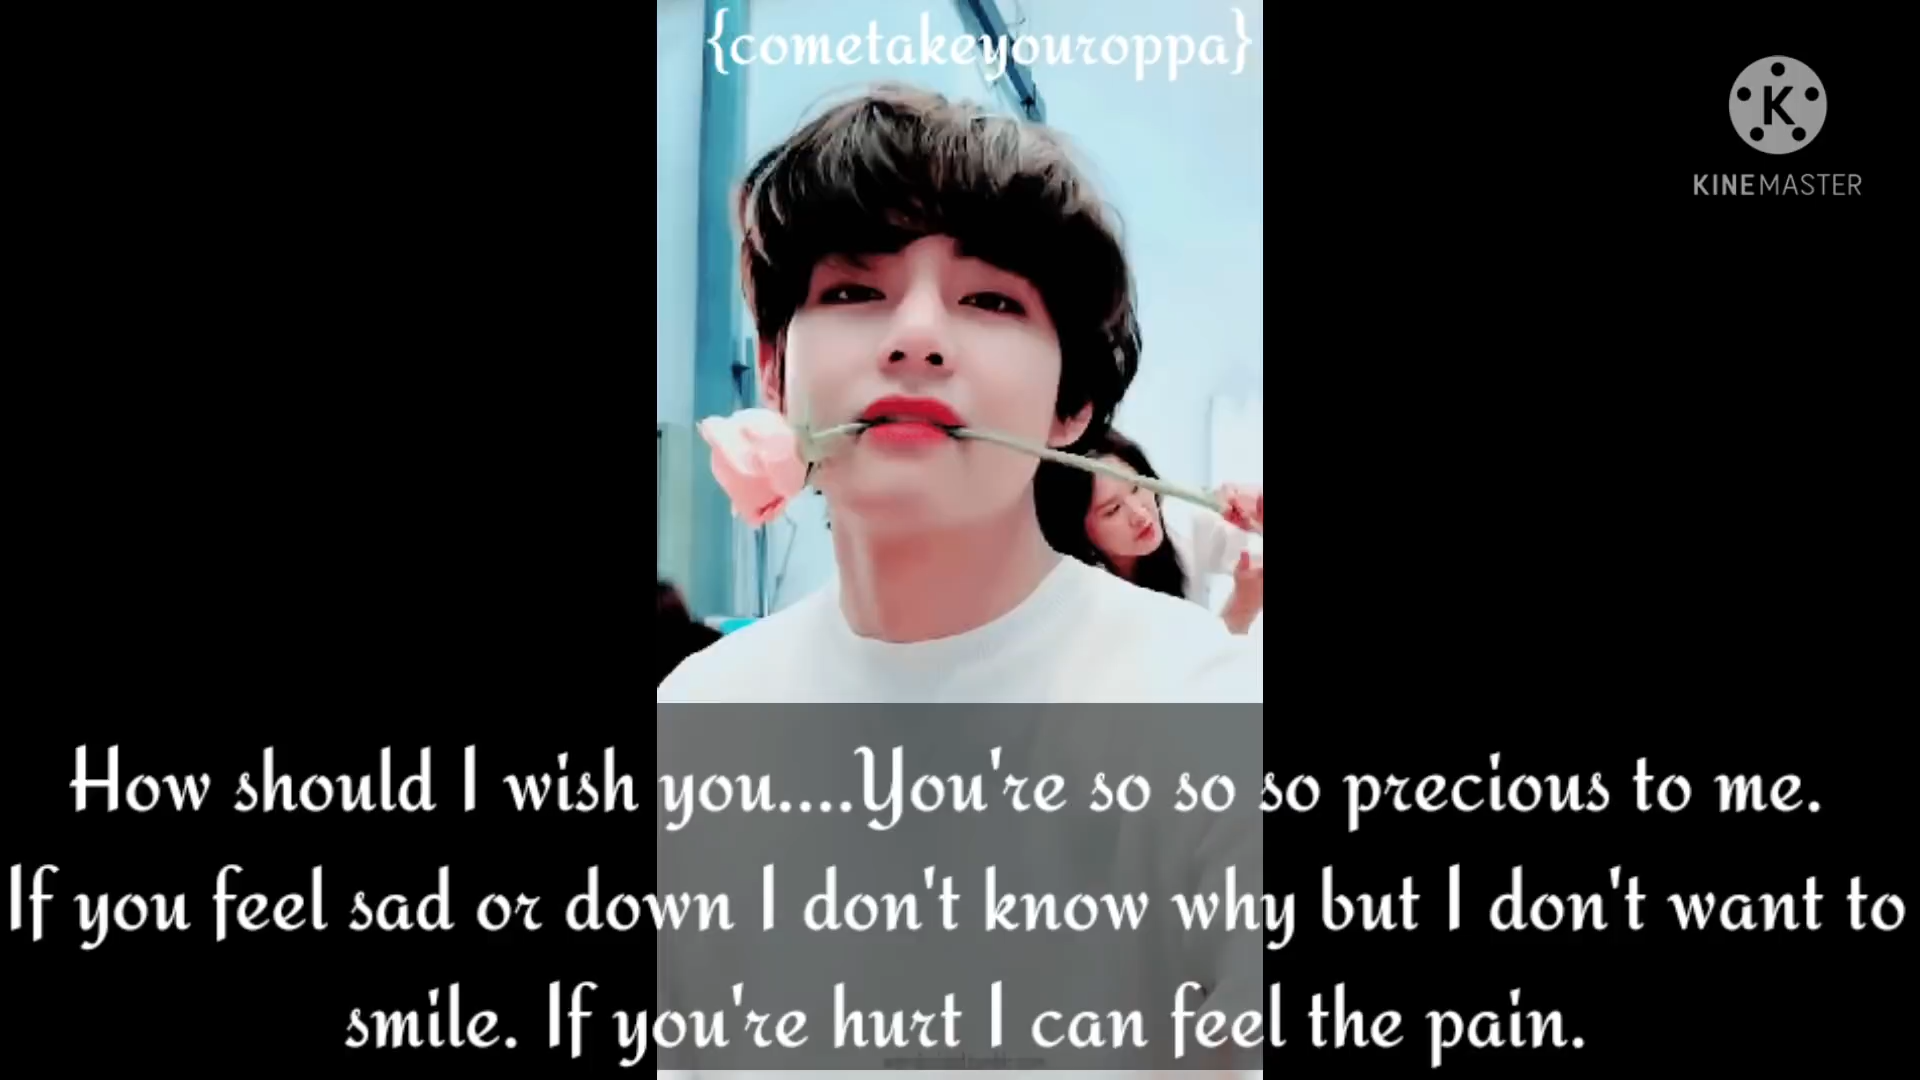 {cometakeyouroppa}
K
KINEMASTER
How should I wish you....You're so so so precious to me.
If you feel sad or down I don't know why but I don't want to
smile. If you're hurt I can feel the pain.